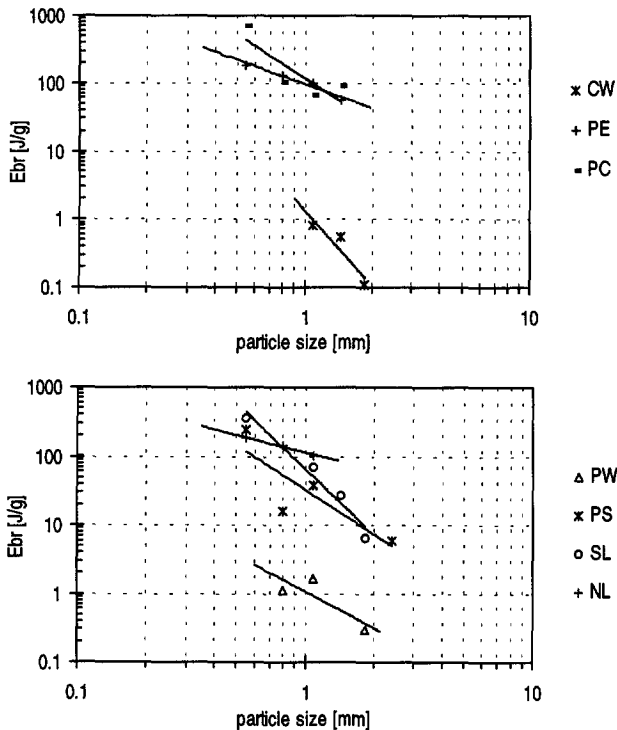 1000
100
10
1
0.1
Ebr [J/g]
0.1 1 10
particle size [mm]
CW
PE
PC
1000
100
10
1
0.1
Ebr [J/g]
0.1 1 10
particle size [mm]
PW
PS
SL
NL